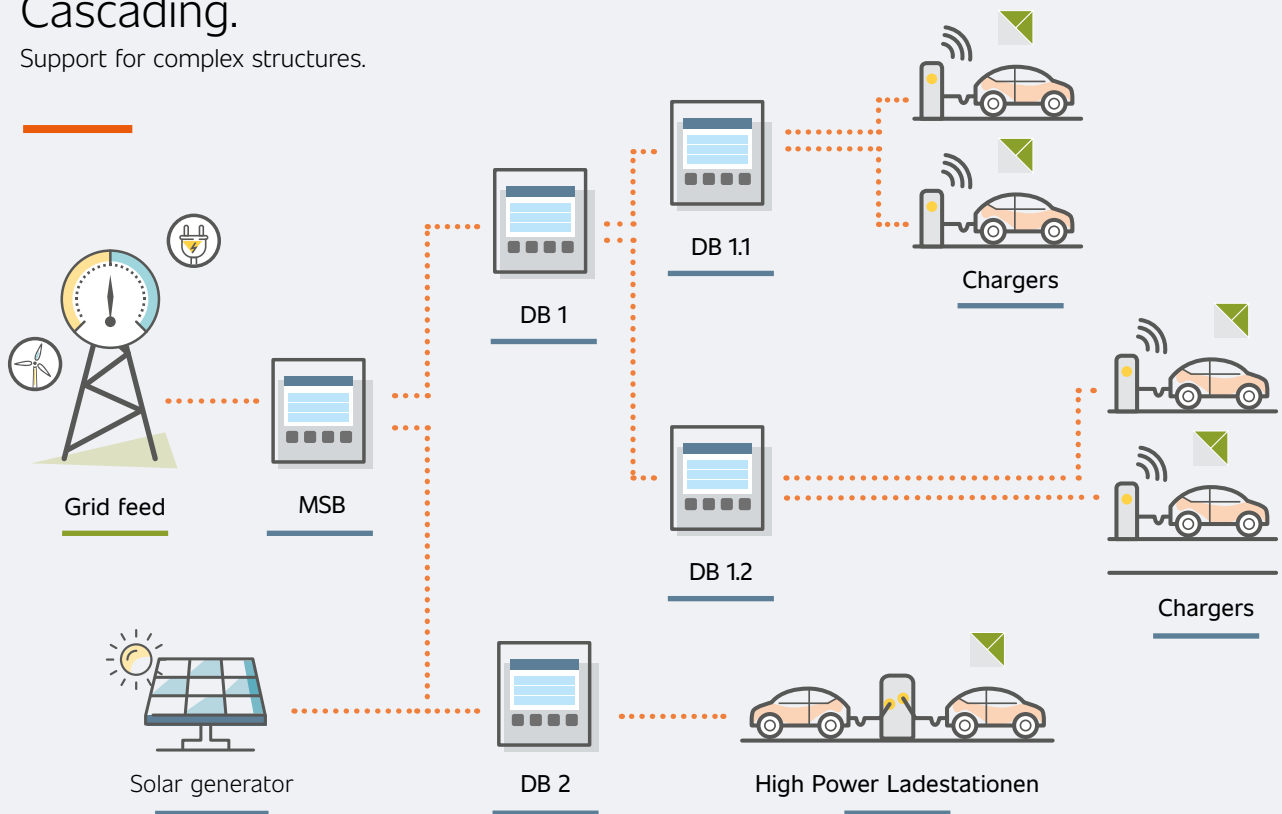 Cascading.
Support for complex structures.
DB 1.1
Chargers
DB 1
Grid feed
MSB
DB 1.2
Chargers
Solar generator
DB 2
High Power Ladestationen